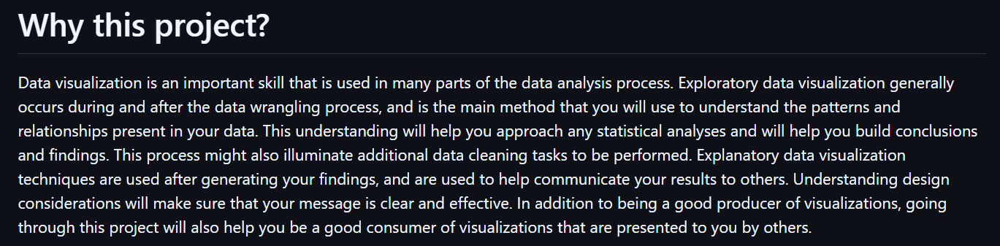 Why this project?
Data visualization is an important skill that is used in many parts of the data analysis process. Exploratory data visualization generally
occurs during and after the data wrangling process, and is the main method that you will use to understand the patterns and
relationships present in your data. This understanding will help you approach any statistical analyses and will help you build conclusions
and findings. This process might also illuminate additional data cleaning tasks to be performed. Explanatory data visualization
techniques are used after generating your findings, and are used to help communicate your results to others. Understanding design
considerations will make sure that your message is clear and effective. In addition to being a good producer of visualizations, going
through this project will also help you be a good consumer of visualizations that are presented to you by others.